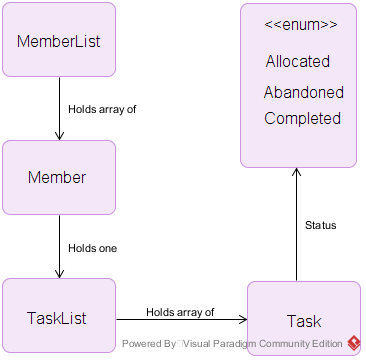 MemberList
<<enum>>
Allocated
Abandoned
Completed
Holds array of
Member
Holds one
Status
TaskList
Holds array of
Task
Powered By Visual Paradigm Community Edition